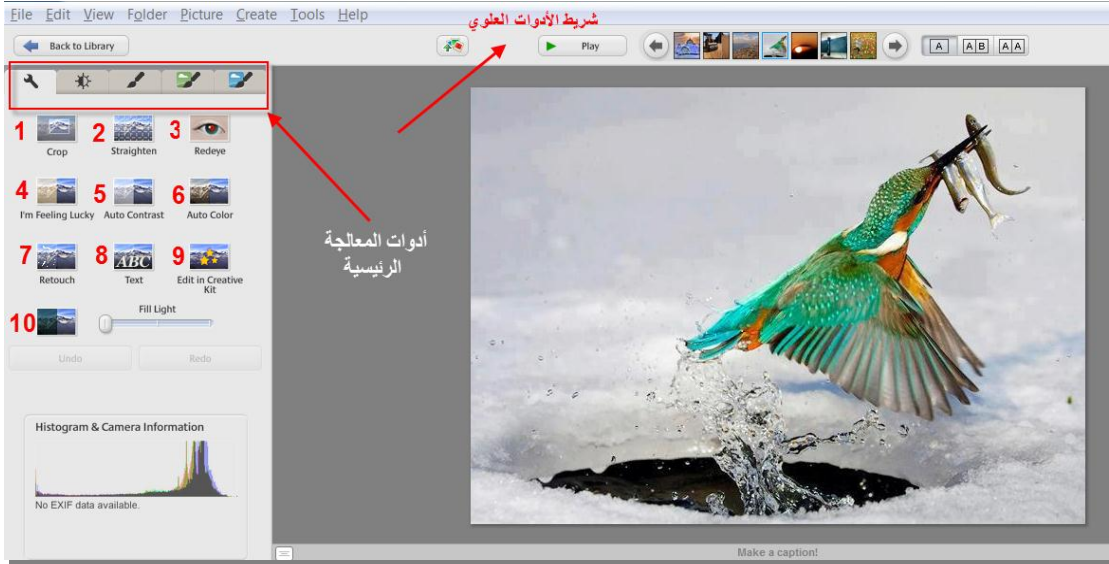 File Edit View Folder Picture Create Tools Help
شريط الأدوات العلوي
Back to Library
Play
A AB AA
1 Crop
2 Straighten
3 Redeye
4 I'm Feeling Lucky
5 Auto Contrast
6 Auto Color
7 Retouch
8 ABC Text
9 Edit in Creative
Kit
10 Fill Light
أدوات المعالجة
الرئيسية
Undo Redo
Histogram & Camera Information
No EXIF data available.
Make a caption!